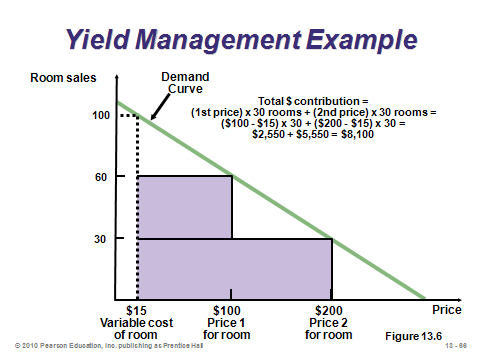 Yield Management Example
Room sales
Demand
Curve
Total $ contribution =
(1st price) x 30 rooms + (2nd price) x 30 rooms =
($100 - $15) x 30 + ($200 - $15) x 30 =
$2,550 + $5,550 = $8,100
100
60
30
$15
Variable cost
of room
$100
Price 1
for room
$200
Price 2
for room
Price
Figure 13.6
© 2010 Pearson Education, Inc. publishing as Prentice Hall
13 - 66